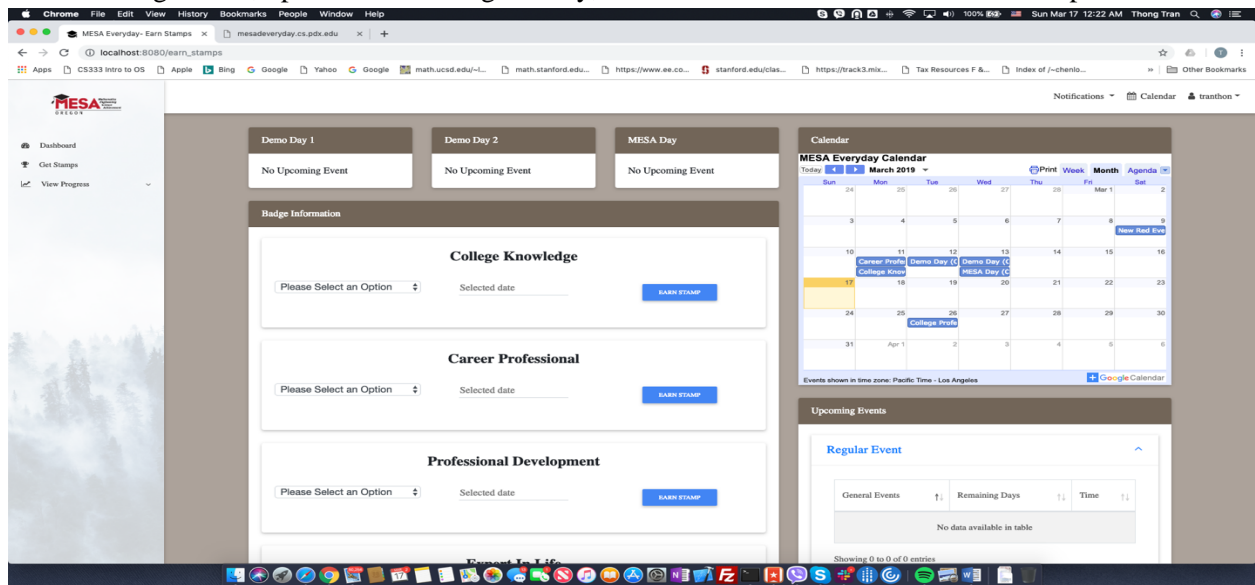 Chrome File Edit View History Bookmarks People Window Help
100% Sun Mar 17 12:22 AM Thong Tran
MESA Everyday- Earn Stamps
mesadeveryday.cs.pdx.edu
localhost:8080/earn_stamps
Apps CS333 Intro to OS Apple Bing Google Yahoo Google math.ucsd.edu/~l... math.stanford.edu... https://www.ee.co... stanford.edu/clas... https://track3.mix... Tax Resources F &... Index of /~chenlo... » Other Bookmarks
MESA
OREGON
Notifications Calendar tranthon
Dashboard
Get Stamps
View Progress
Demo Day 1
No Upcoming Event
Demo Day 2
No Upcoming Event
MESA Day
No Upcoming Event
Badge Information
College Knowledge
Please Select an Option Selected date EARN STAMP
Career Professional
Please Select an Option Selected date EARN STAMP
Professional Development
Please Select an Option Selected date EARN STAMP
Expert In Life
Calendar
MESA Everyday Calendar
Today March 2019 Print Week Month Agenda
Sun Mon Tue Wed Thu Fri Sat
24 25 26 27 28 Mar 1 2
3 4 5 6 7 8 9
New Red Eve
10 11 12 13 14 15 16
Career Profes Demo Day (C Demo Day (C
College Know MESA Day (C
17 18 19 20 21 22 23
24 25 26 27 28 29 30
College Profe
31 Apr 1 2 3 4 5 6
Events shown in time zone: Pacific Time - Los Angeles
+ Google Calendar
Upcoming Events
Regular Event
General Events Remaining Days Time
No data available in table
Showing 0 to 0 of 0 entries